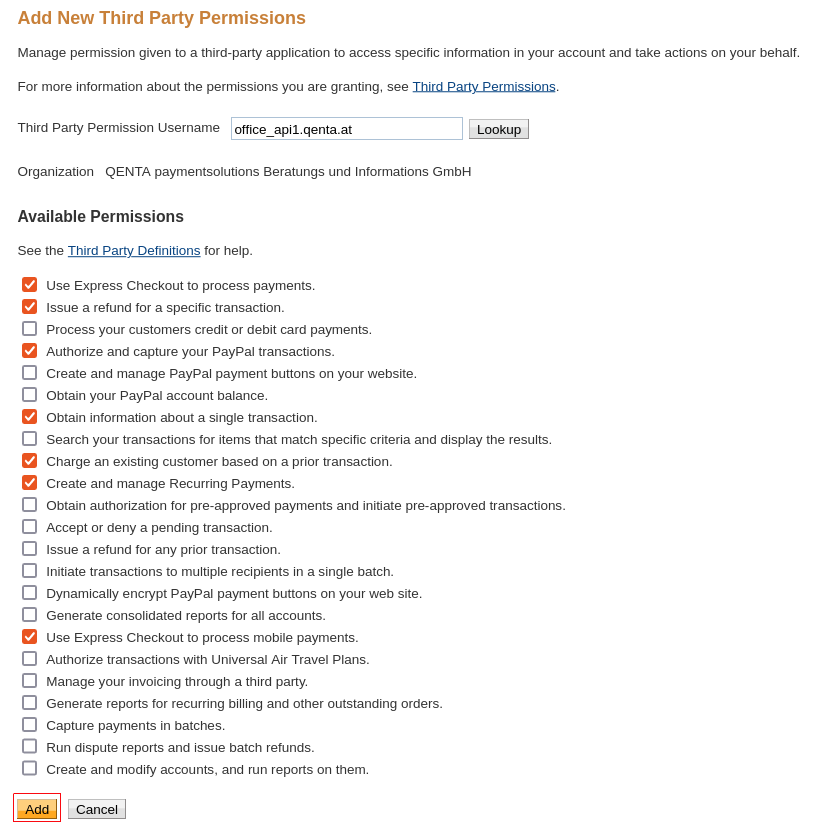 Add New Third Party Permissions
Manage permission given to a third-party application to access specific information in your account and take actions on your behalf.
For more information about the permissions you are granting, see Third Party Permissions.
Third Party Permission Username office_api1.qenta.at Lookup
Organization QENTA paymentsolutions Beratungs und Informations GmbH
Available Permissions
See the Third Party Definitions for help.
Use Express Checkout to process payments.
Issue a refund for a specific transaction.
Process your customers credit or debit card payments.
Authorize and capture your PayPal transactions.
Create and manage PayPal payment buttons on your website.
Obtain your PayPal account balance.
Obtain information about a single transaction.
Search your transactions for items that match specific criteria and display the results.
Charge an existing customer based on a prior transaction.
Create and manage Recurring Payments.
Obtain authorization for pre-approved payments and initiate pre-approved transactions.
Accept or deny a pending transaction.
Issue a refund for any prior transaction.
Initiate transactions to multiple recipients in a single batch.
Dynamically encrypt PayPal payment buttons on your web site.
Generate consolidated reports for all accounts.
Use Express Checkout to process mobile payments.
Authorize transactions with Universal Air Travel Plans.
Manage your invoicing through a third party.
Generate reports for recurring billing and other outstanding orders.
Capture payments in batches.
Run dispute reports and issue batch refunds.
Create and modify accounts, and run reports on them.
Add Cancel